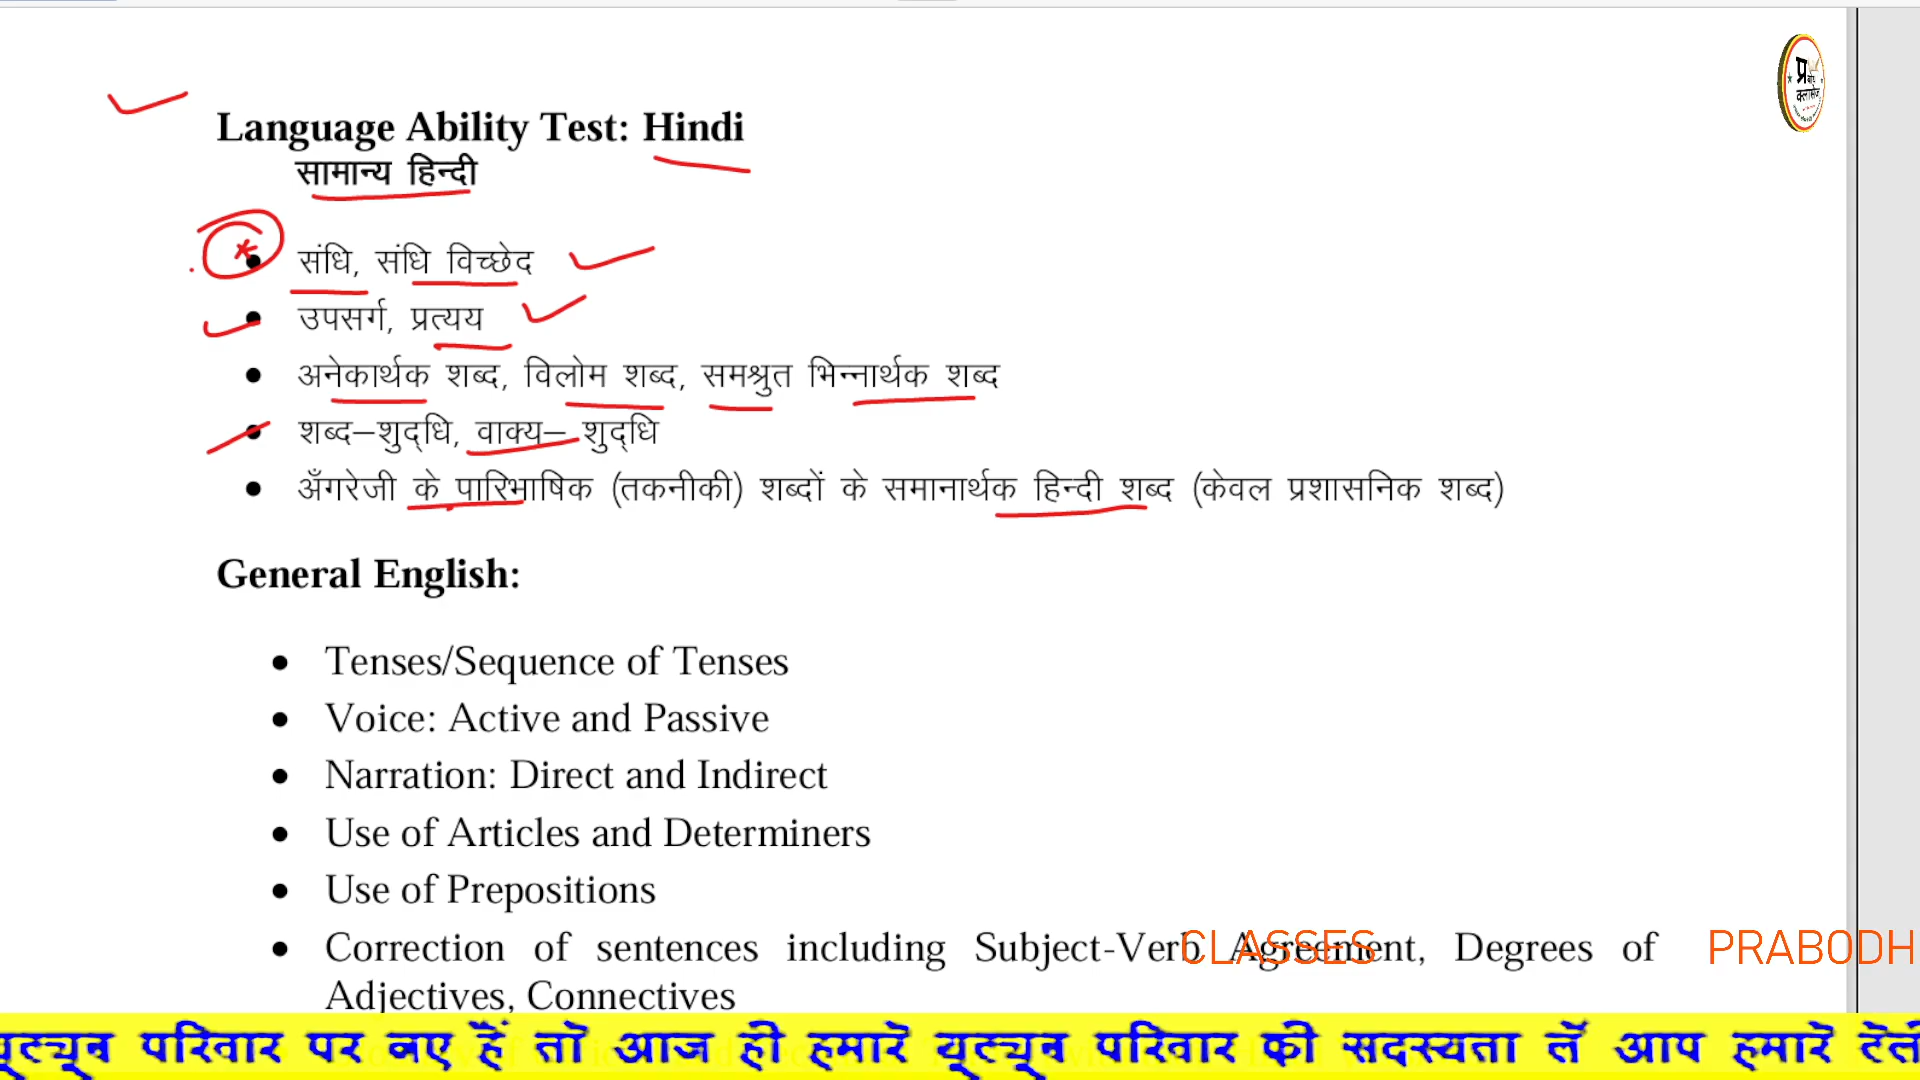 Language Ability Test: Hindi
सामान्य हिन्दी
संधि, संधि विच्छेद
उपसर्ग, प्रत्यय
अनेकार्थक शब्द, विलोम शब्द, समश्रुत भिन्नार्थक शब्द
शब्द–शुद्धि, वाक्य– शुद्धि
अँगरेजी के पारिभाषिक (तकनीकी) शब्दों के समानार्थक हिन्दी शब्द (केवल प्रशासनिक शब्द)
General English:
Tenses/Sequence of Tenses
Voice: Active and Passive
Narration: Direct and Indirect
Use of Articles and Determiners
Use of Prepositions
Correction of sentences including Subject-Verb Agreement, Degrees of
Adjectives, Connectives
CLASSES PRABODH
परिवार पर नए हैं तो आज ही हमारे यूट्यूब परिवार की सदस्यता लें आप हमारे
प्र
क्लासेज